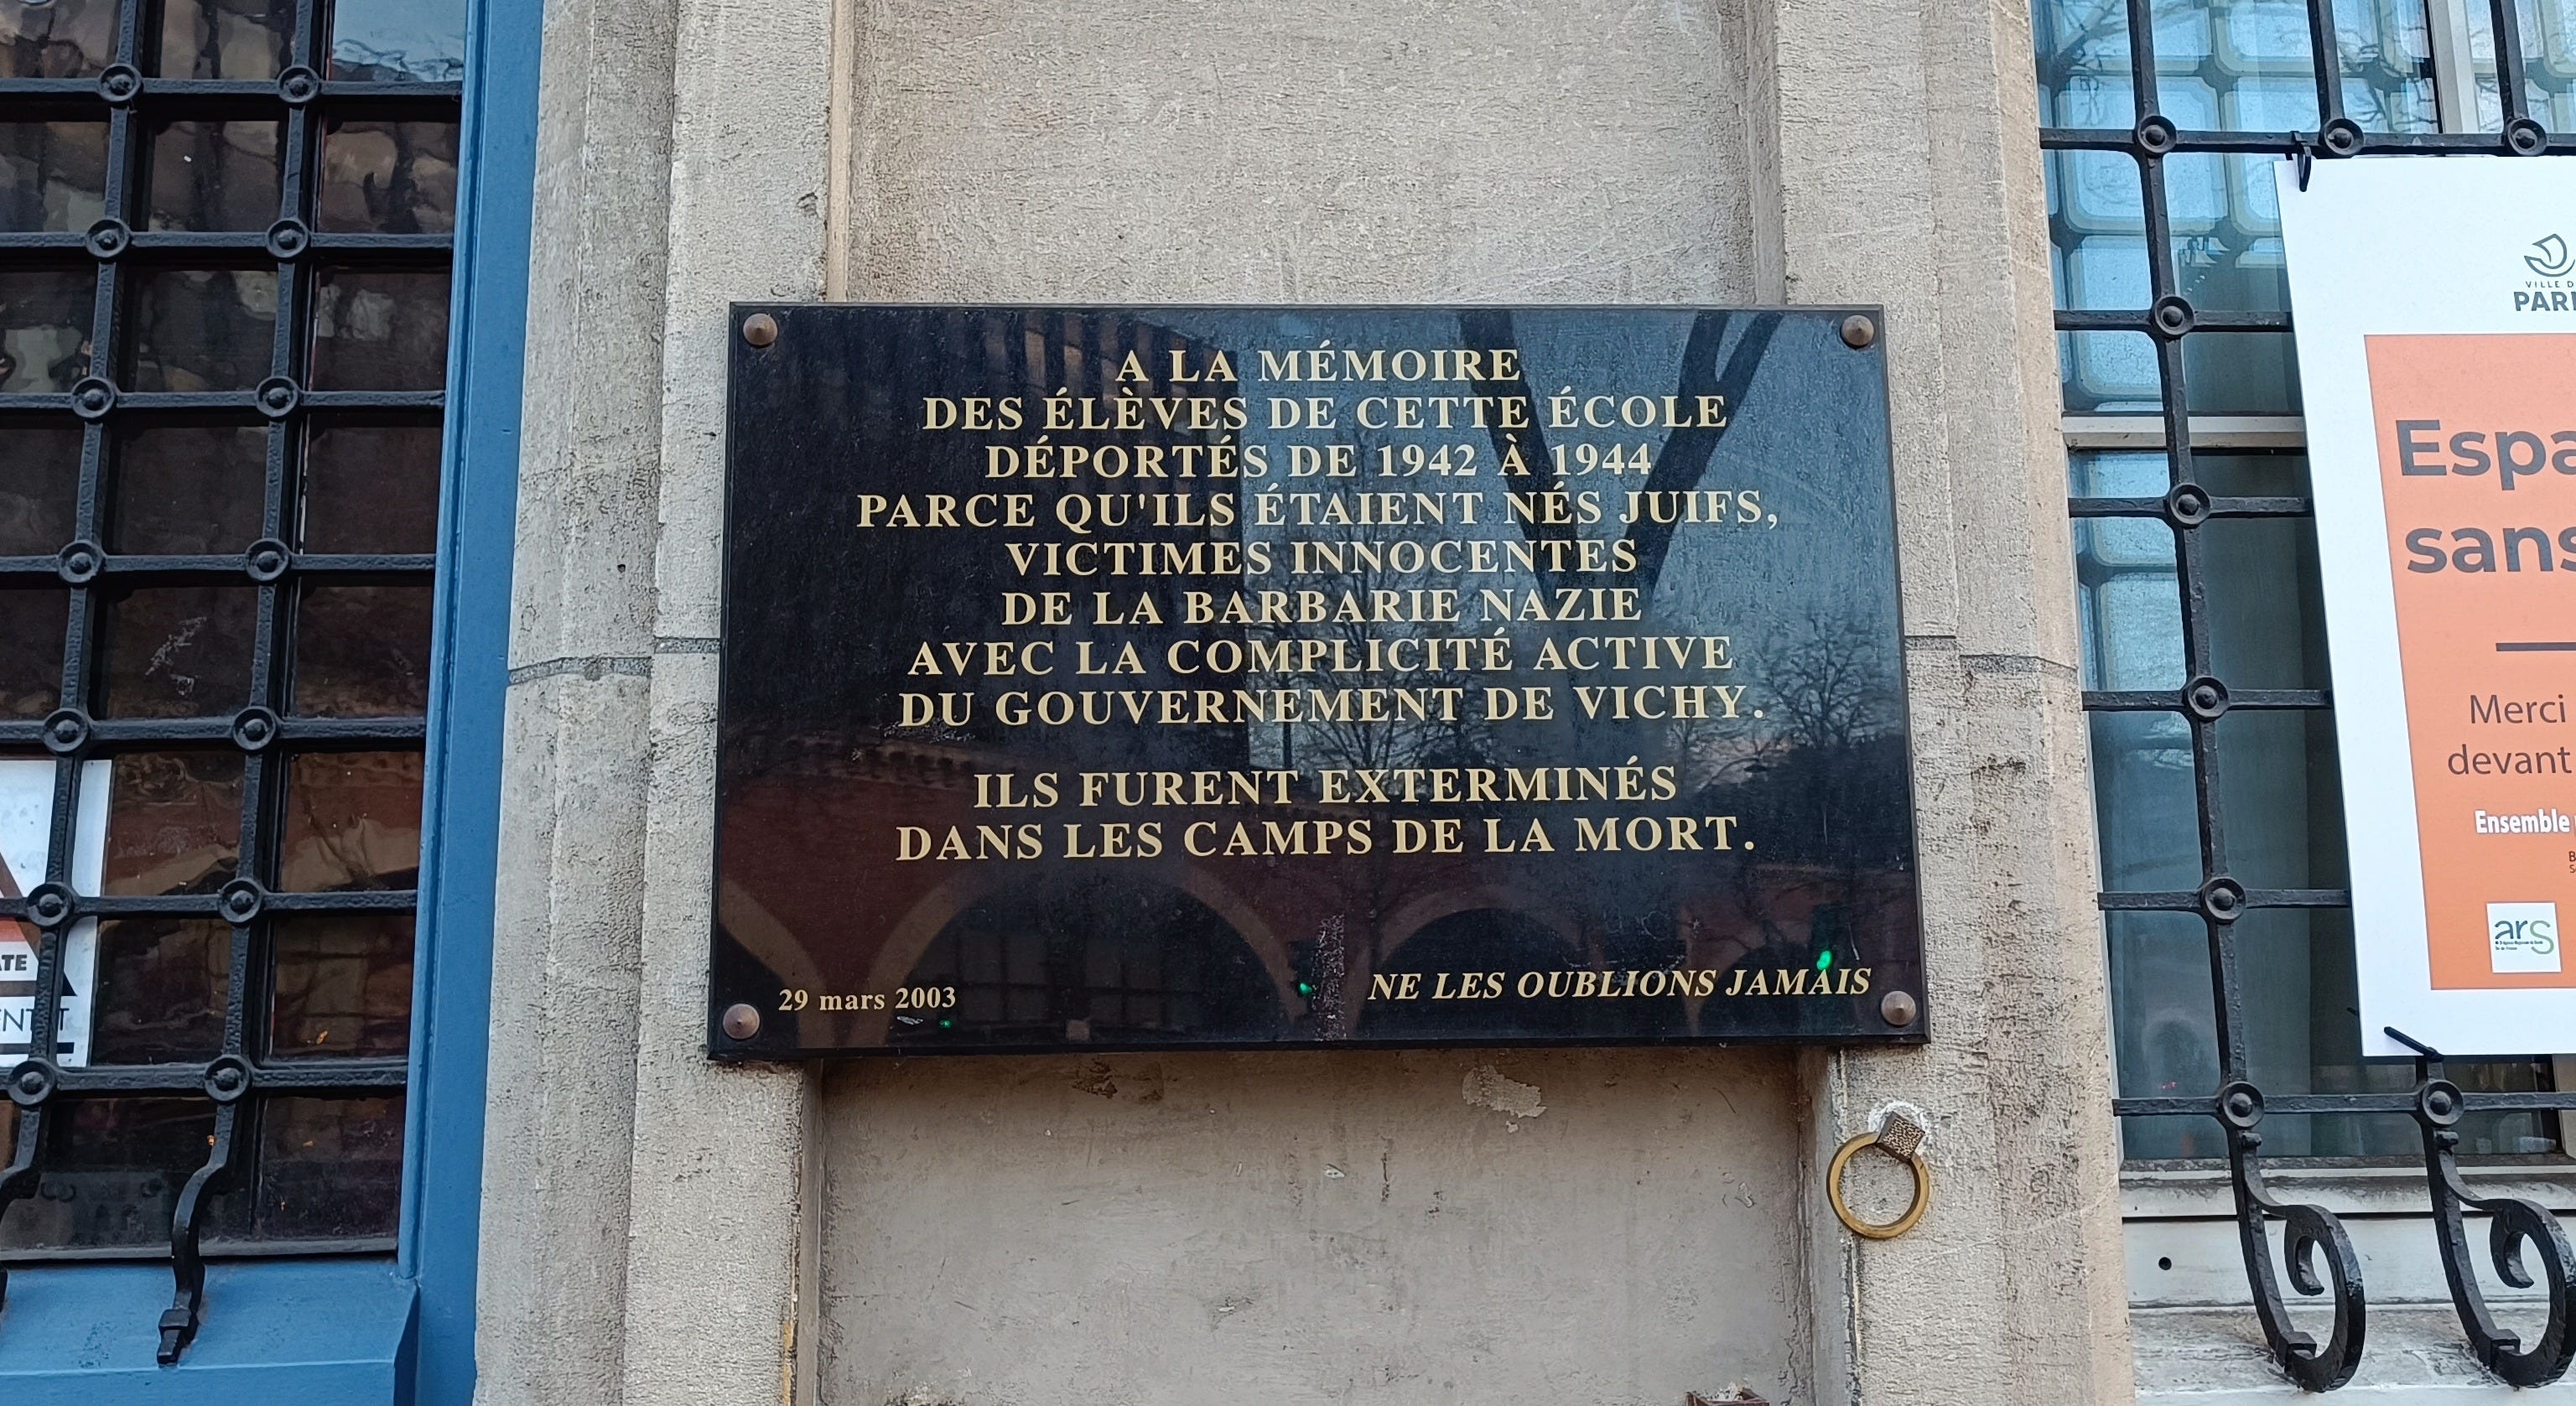 A LA MÉMOIRE
DES ÉLÈVES DE CETTE ÉCOLE
DÉPORTÉS DE 1942 À 1944
PARCE QU'ILS ÉTAIENT NÉS JUIFS,
VICTIMES INNOCENTES
DE LA BARBARIE NAZIE
AVEC LA COMPLICITÉ ACTIVE
DU GOUVERNEMENT DE VICHY.
ILS FURENT EXTERMINÉS
DANS LES CAMPS DE LA MORT.
29 mars 2003
NE LES OUBLIONS JAMAIS
VILLE
Merci
devant
Ensemble
ars